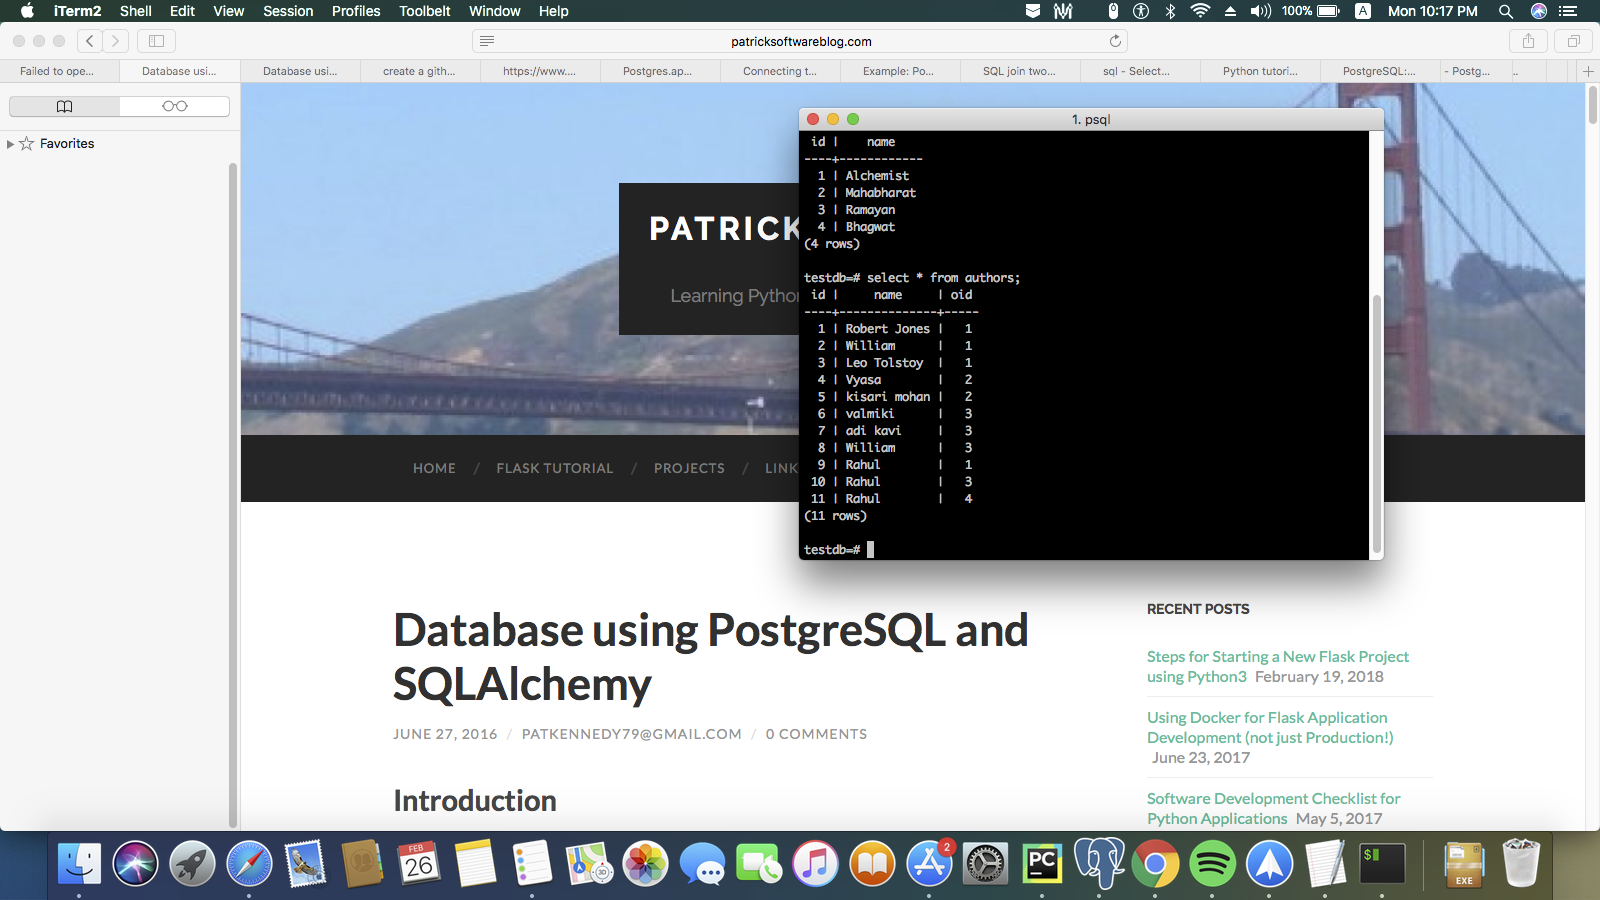 iTerm2 Shell Edit View Session Profiles Toolbelt Window Help 100% A Mon 10:17 PM
patricksoftwareblog.com
Failed to ope... Database usi... Database usi... create a gith... https://www.... Postgres.ap... Connecting t... Example: Po... SQL join two... sql - Select... Python tutori... PostgreSQL:... - Postg... ..
Favorites
PATRICK
Learning Python
HOME / FLASK TUTORIAL / PROJECTS / LINK
1. psql
id | name
----+------------
1 | Alchemist
2 | Mahabharat
3 | Ramayan
4 | Bhagwat
(4 rows)
testdb=# select * from authors;
id | name | oid
----+--------------+-----
1 | Robert Jones | 1
2 | William | 1
3 | Leo Tolstoy | 1
4 | Vyasa | 2
5 | kisari mohan | 2
6 | valmiki | 3
7 | adi kavi | 3
8 | William | 3
9 | Rahul | 1
10 | Rahul | 3
11 | Rahul | 4
(11 rows)
testdb=#
Database using PostgreSQL and
SQLAlchemy
JUNE 27, 2016 / PATKENNEDY79@GMAIL.COM / 0 COMMENTS
Introduction
RECENT POSTS
Steps for Starting a New Flask Project
using Python3 February 19, 2018
Using Docker for Flask Application
Development (not just Production!)
June 23, 2017
Software Development Checklist for
Python Applications May 5, 2017
FEB
26
3D
2
PC
$
EXE